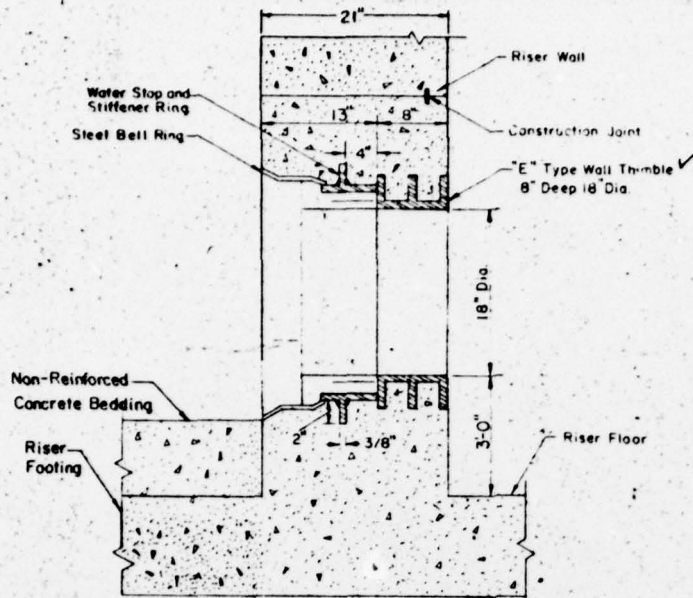 21"
Riser Wall
Water Stop and
Stiffener Ring
13"
8"
Construction Joint
Steel Bell Ring
4"
"E" Type Wall Thimble
8" Deep 18" Dia.
18" Dia.
Non-Reinforced
Concrete Bedding
2"
3/8"
3'-0"
Riser Floor
Riser
Footing